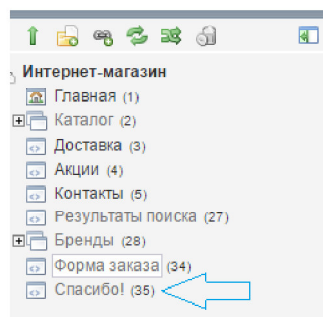 Интернет-магазин
Главная (1)
Каталог (2)
Доставка (3)
Акции (4)
Контакты (5)
Результаты поиска (27)
Бренды (28)
Форма заказа (34)
Спасибо! (35)